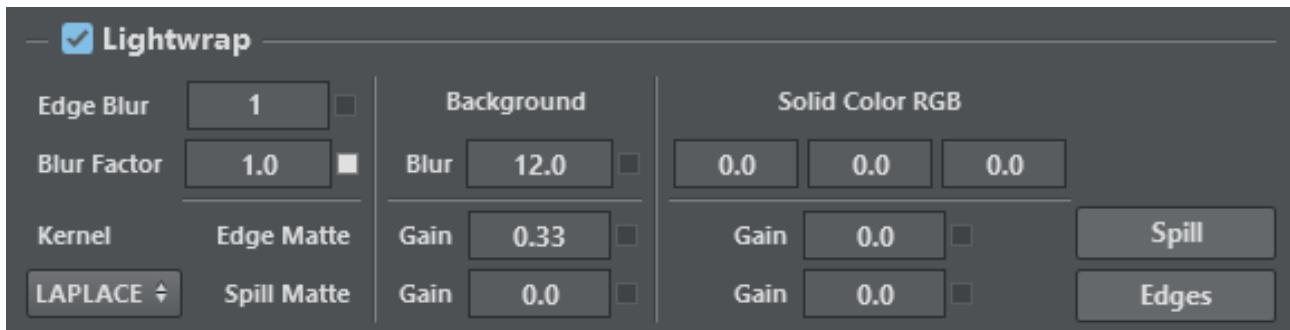 Lightwrap
Edge Blur 1 Background Solid Color RGB
Blur Factor 1.0 Blur 12.0 0.0 0.0 0.0
Kernel Edge Matte Gain 0.33 Gain 0.0 Spill
LAPLACE Spill Matte Gain 0.0 Gain 0.0 Edges